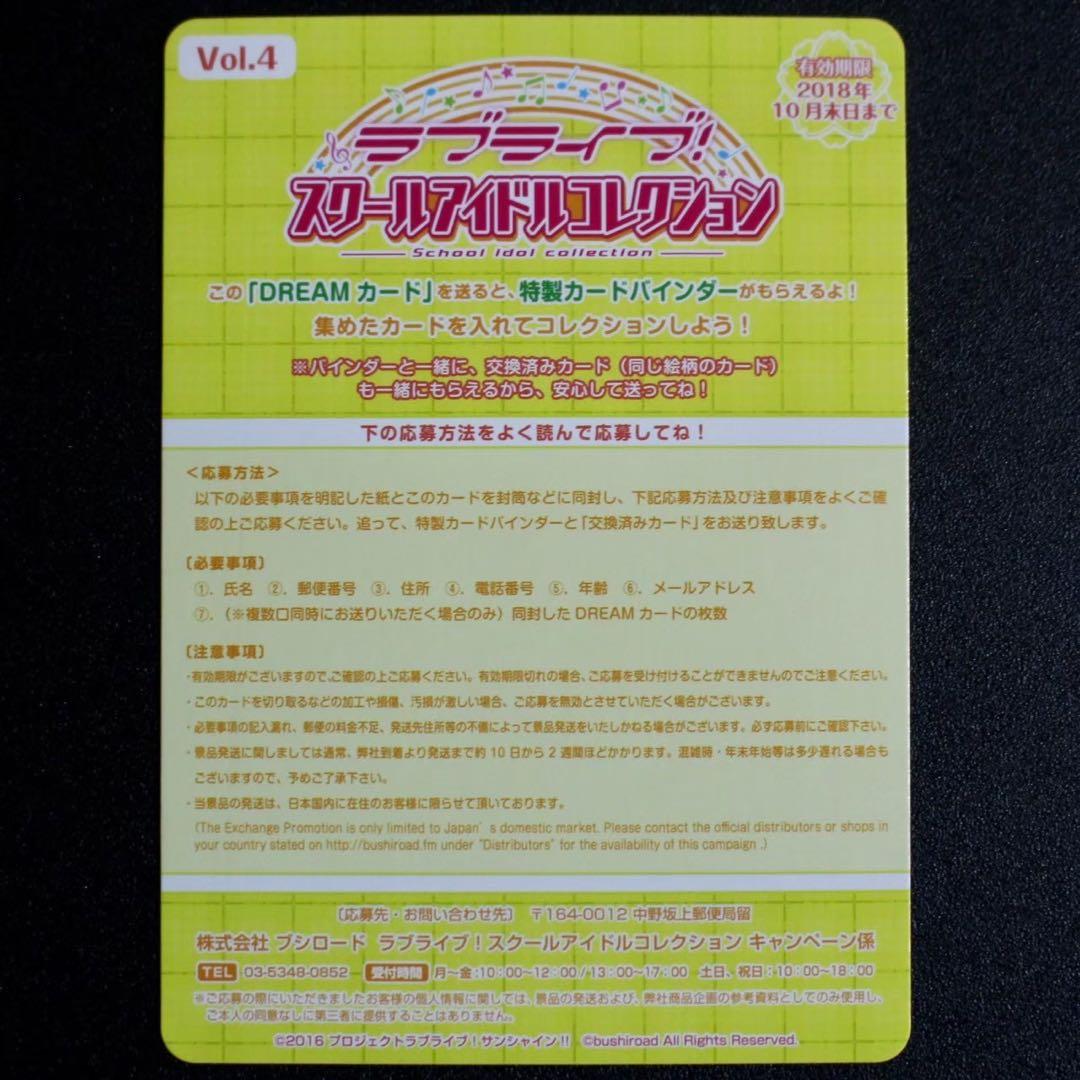 Vol.4
有効期限
2018年
10月末日まで
ラブライブ!
スクールアイドルコレクション
School idol collection
この「DREAM カード」を送ると、特製カードバインダーがもらえるよ!
集めたカードを入れてコレクションしよう!
※バインダーと一緒に、交換済みカード(同じ絵柄のカード)
も一緒にもらえるから、安心して送ってね!
下の応募方法をよく読んで応募してね!
<応募方法>
以下の必要事項を明記した紙とこのカードを封筒などに同封し、下記応募方法及び注意事項をよくご確
認の上ご応募ください。追って、特製カードバインダーと「交換済みカード」をお送り致します。
〔必要事項〕
①. 氏名 ②. 郵便番号 ③. 住所 ④. 電話番号 ⑤. 年齢 ⑥. メールアドレス
⑦.(※複数口同時にお送りいただく場合のみ)同封した DREAM カードの枚数
〔注意事項〕
・有効期限がございますので、ご確認の上ご応募ください。有効期限切れの場合、ご応募を受け付けることができませんのでご注意ください。
・このカードを切り取るなどの加工や損傷、汚損が激しい場合、ご応募を無効とさせていただく場合がございます。
・必要事項の記入漏れ、郵便の料金不足、発送先住所等の不備によって景品発送をいたしかねる場合がございます。必ず応募前にご確認下さい。
・景品発送に関しましては通常、弊社到着より発送まで約 10 日から 2 週間ほどかかります。混雑時・年末年始等は多少遅れる場合も
ございますので、予めご了承下さい。
・当景品の発送は、日本国内に在住のお客様に限らせて頂いております。
(The Exchange Promotion is only limited to Japan's domestic market. Please contact the official distributors or shops in
your country stated on http://bushiroad.fm under "Distributors" for the availability of this campaign .)
〔応募先・お問い合わせ先〕 〒164-0012 中野坂上郵便局留
株式会社 ブシロード ラブライブ!スクールアイドルコレクション キャンペーン係
TEL 03-5348-0852 受付時間 月~金:10:00~12:00 / 13:00~17:00 土日、祝日:10:00~18:00
※ご応募の際にいただきましたお客様の個人情報に関しては、景品の発送および、弊社商品企画の参考資料としてのみ使用し、
ご本人の同意なしに第三者に提供することはありません。
©2016 プロジェクトラブライブ!サンシャイン!! ©bushiroad All Rights Reserved.